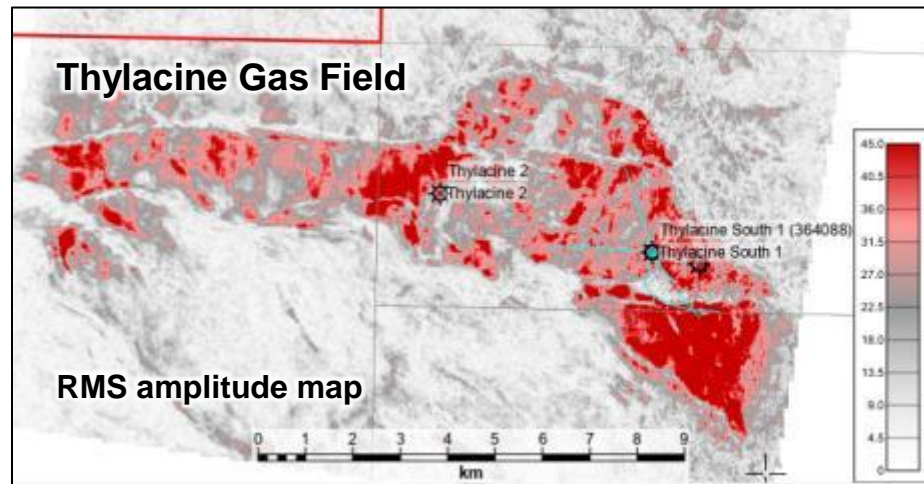 Thylacine Gas Field
Thylacine 2
Thylacine 2
Thylacine South 1 (364088)
Thylacine South 1
RMS amplitude map
0 1 2 3 4 5 6 7 8 9
km
45.0
40.5
36.0
31.5
27.0
22.5
18.0
13.5
9.0
4.5
0.0